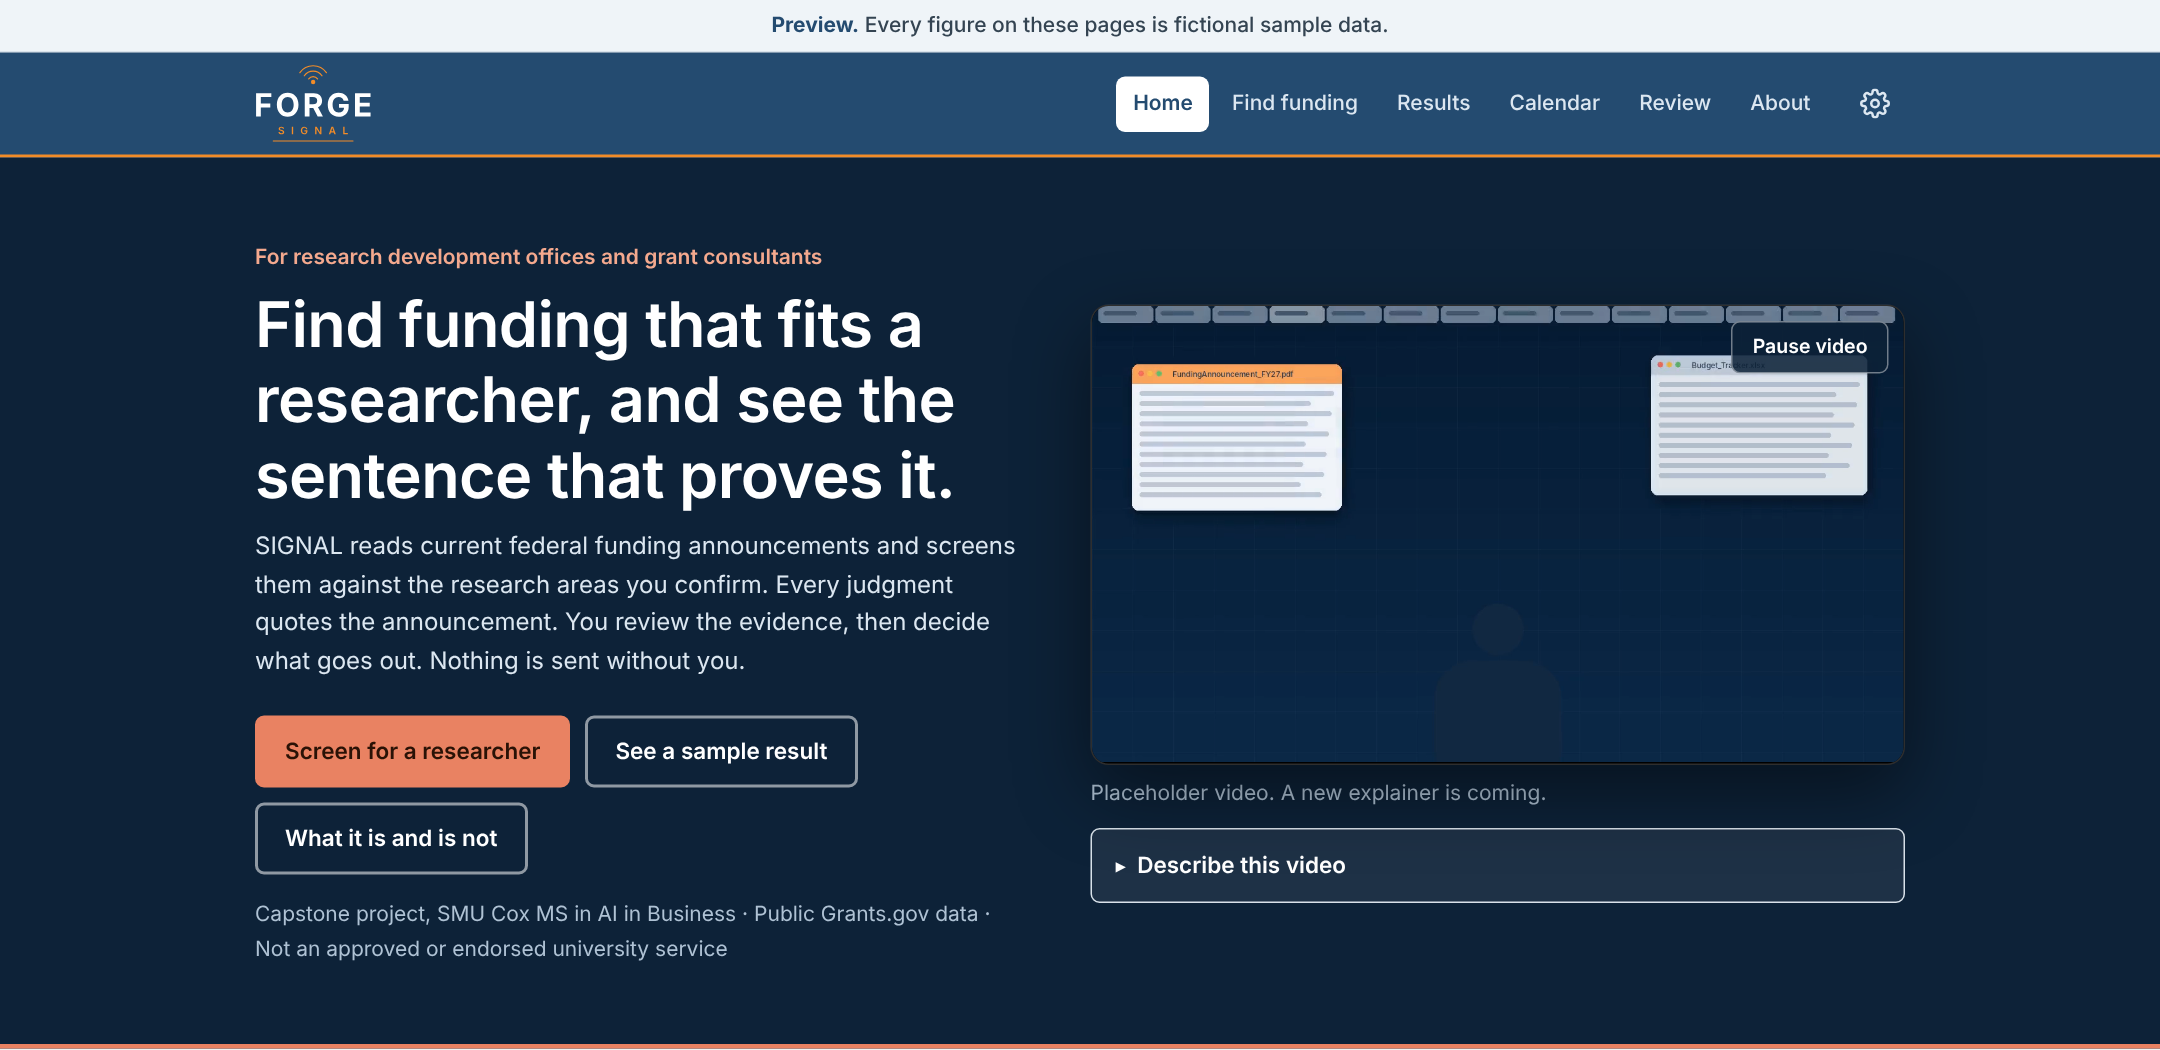 Preview. Every figure on these pages is fictional sample data.
FORGE
SIGNAL
Home
Find funding
Results
Calendar
Review
About
For research development offices and grant consultants
Find funding that fits a
researcher, and see the
sentence that proves it.
SIGNAL reads current federal funding announcements and screens
them against the research areas you confirm. Every judgment
quotes the announcement. You review the evidence, then decide
what goes out. Nothing is sent without you.
Screen for a researcher
See a sample result
What it is and is not
Capstone project, SMU Cox MS in AI in Business · Public Grants.gov data ·
Not an approved or endorsed university service
Pause video
FundingAnnouncement_FY27.pdf
Placeholder video. A new explainer is coming.
▸ Describe this video